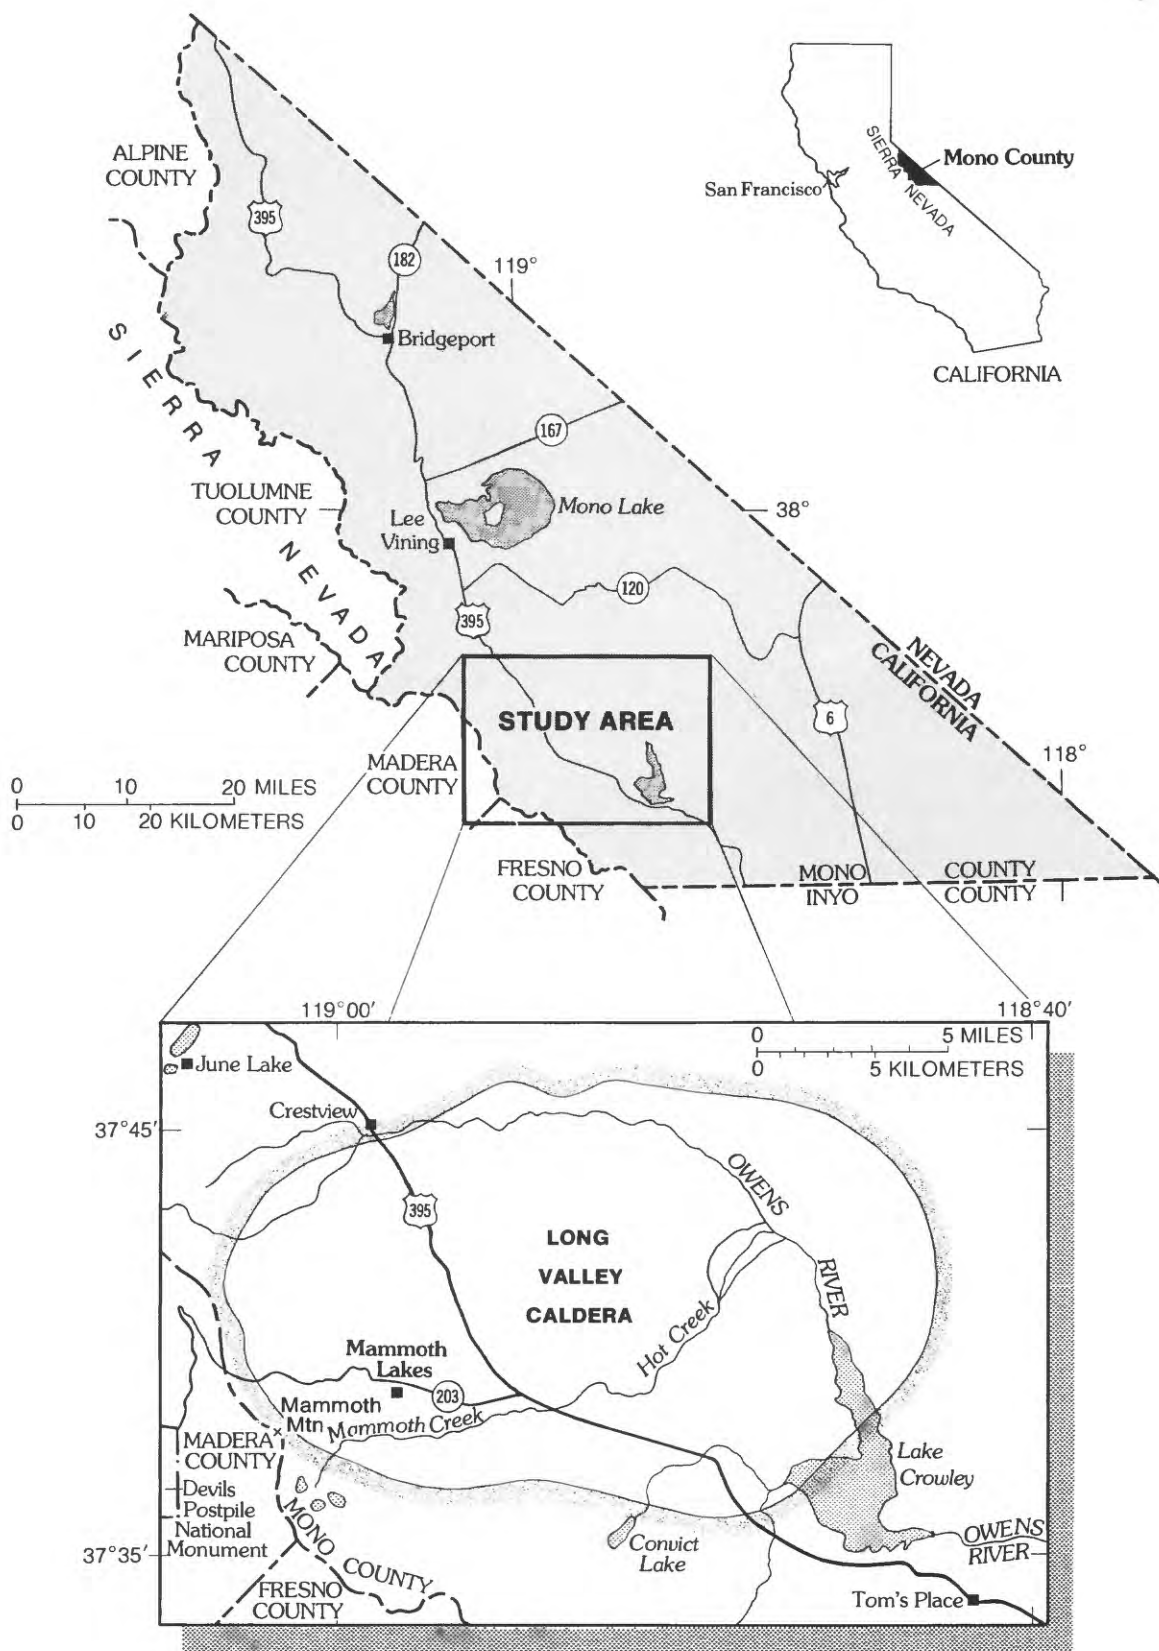 ALPINE
COUNTY
395
182
119°
Bridgeport
SIERRA NEVADA
San Francisco
Mono County
SIERRA NEVADA
CALIFORNIA
167
TUOLUMNE
COUNTY
Mono Lake
38°
Lee
Vining
120
395
MARIPOSA
COUNTY
NEVADA
CALIFORNIA
STUDY AREA
6
MADERA
COUNTY
118°
0 10 20 MILES
0 10 20 KILOMETERS
FRESNO
COUNTY
MONO COUNTY
INYO COUNTY
119°00′
118°40′
0 5 MILES
0 5 KILOMETERS
June Lake
Crestview
37°45′
OWENS
RIVER
395
LONG
VALLEY
CALDERA
Hot Creek
Mammoth
Lakes
203
Mammoth
Mtn
Mammoth Creek
MADERA
COUNTY
Devils
Postpile
National
Monument
MONO
COUNTY
Lake
Crowley
Convict
Lake
OWENS
RIVER
37°35′
FRESNO
COUNTY
Tom's Place